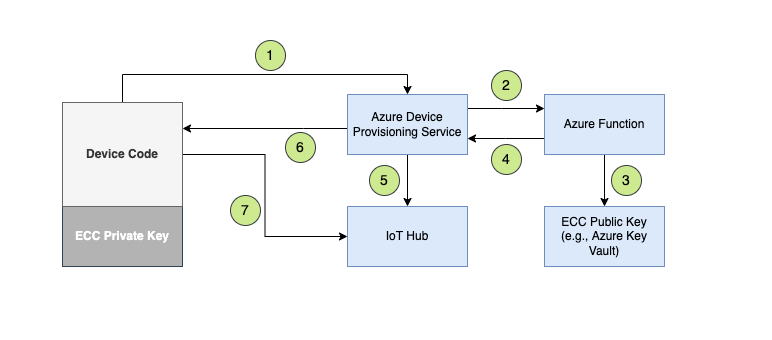 1
2
Azure Device
Provisioning Service
Azure Function
Device Code
6
4
5
3
7
ECC Private Key
IoT Hub
ECC Public Key
(e.g., Azure Key
Vault)